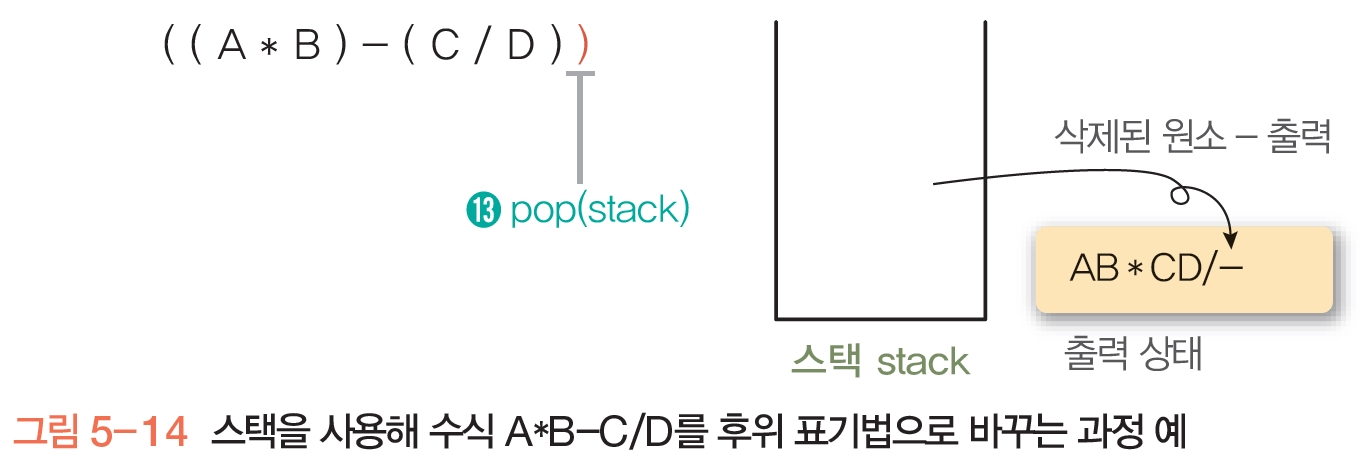 ( ( A * B ) – ( C / D ) )
⓭ pop(stack)
삭제된 원소 – 출력
AB*CD/–
출력 상태
스택 stack
그림 5–14 스택을 사용해 수식 A*B–C/D를 후위 표기법으로 바꾸는 과정 예